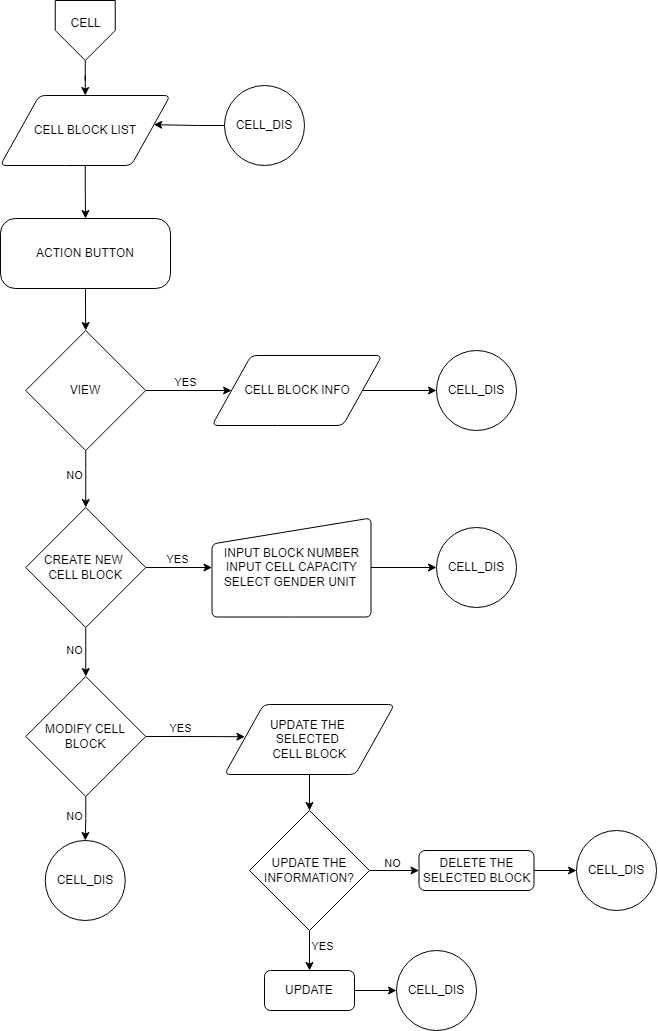 CELL
CELL BLOCK LIST
CELL_DIS
ACTION BUTTON
VIEW
YES
CELL BLOCK INFO
CELL_DIS
NO
CREATE NEW
CELL BLOCK
YES
INPUT BLOCK NUMBER
INPUT CELL CAPACITY
SELECT GENDER UNIT
CELL_DIS
NO
MODIFY CELL
BLOCK
YES
UPDATE THE
SELECTED
CELL BLOCK
NO
CELL_DIS
UPDATE THE
INFORMATION?
NO
DELETE THE
SELECTED BLOCK
CELL_DIS
YES
UPDATE
CELL_DIS